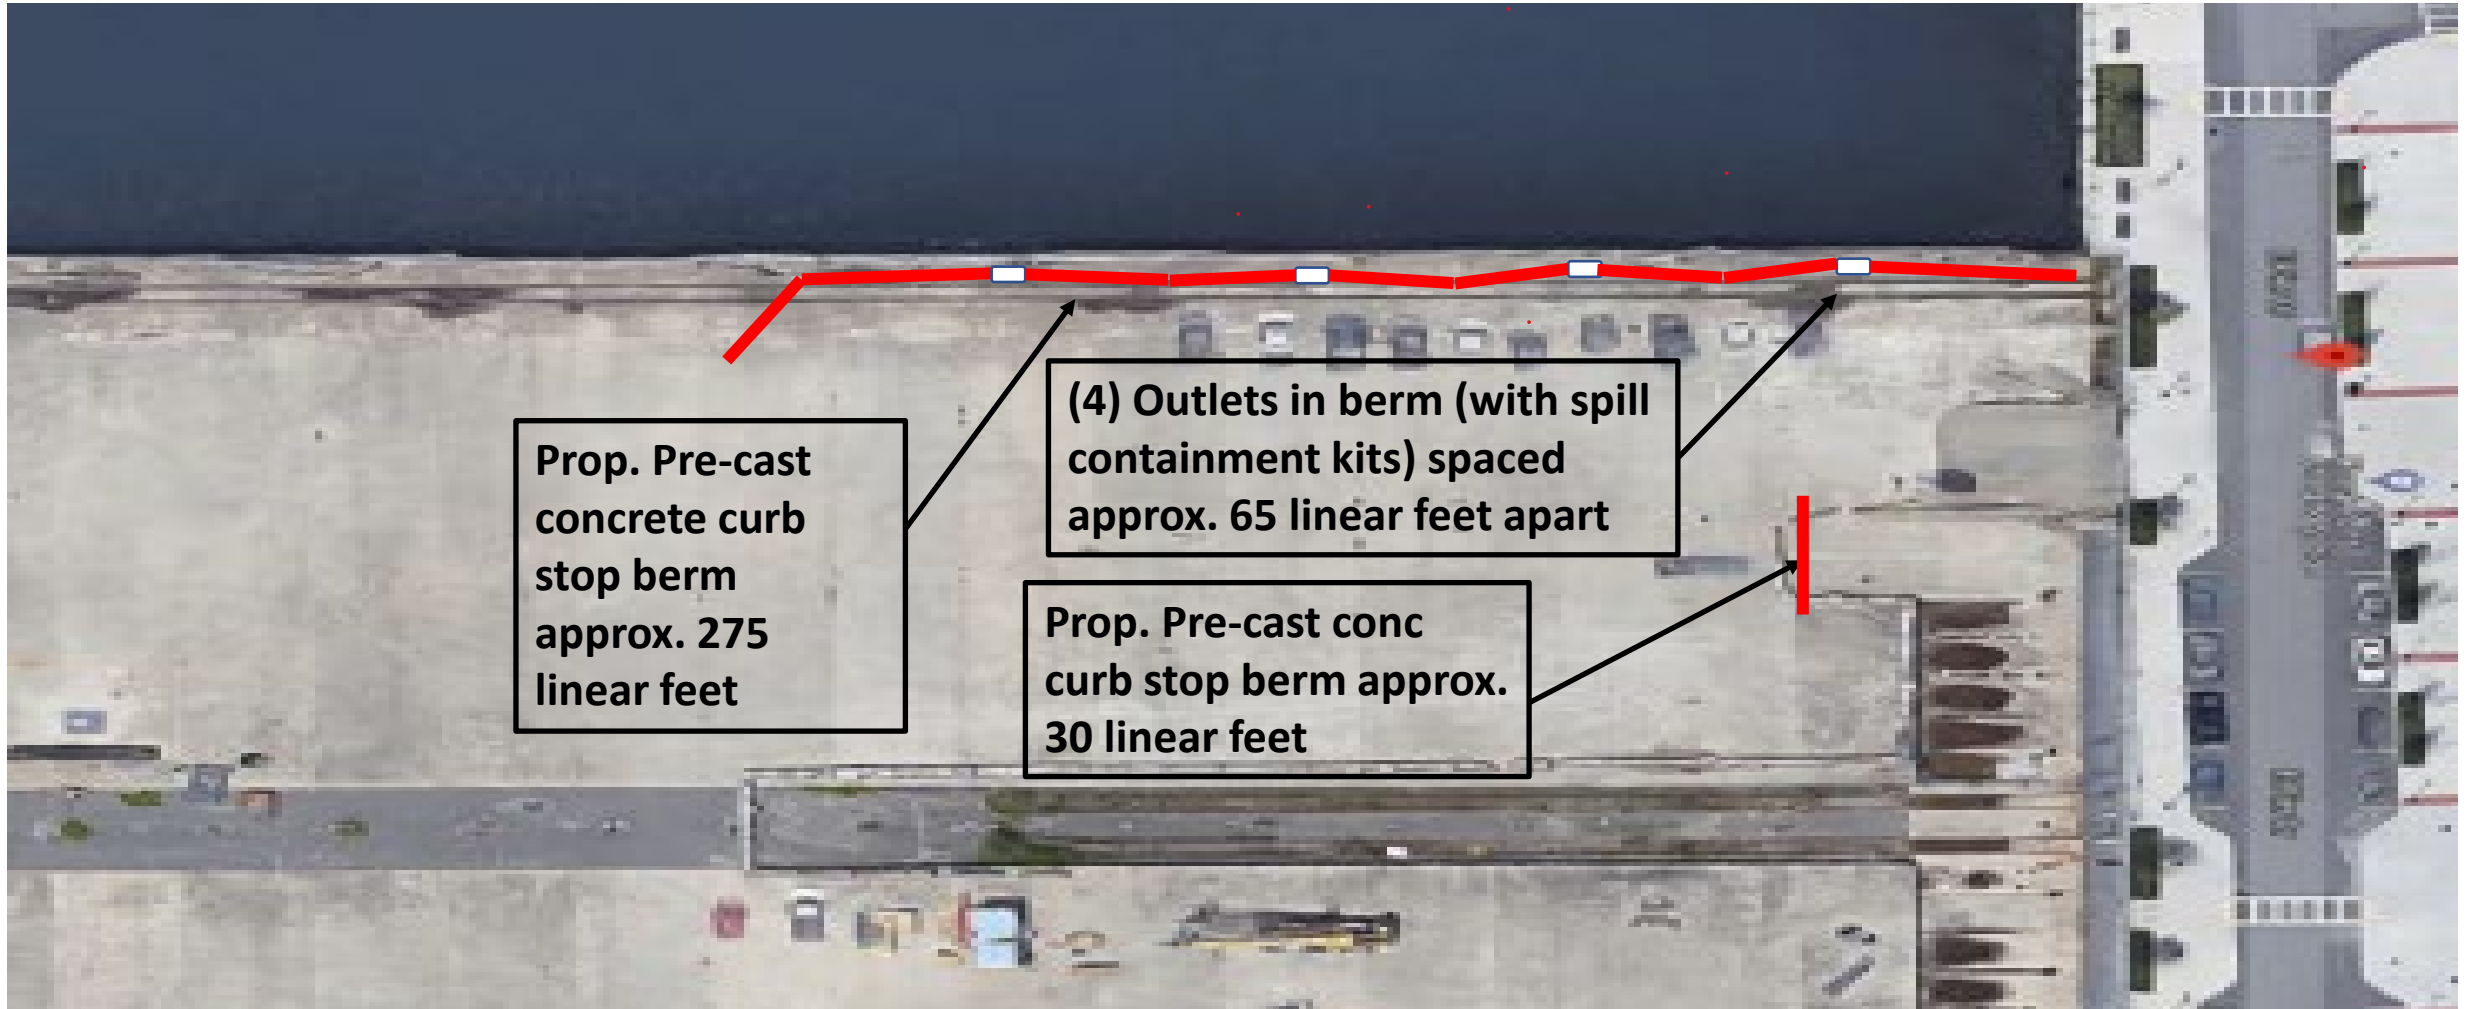 Prop. Pre-cast
concrete curb
stop berm
approx. 275
linear feet
(4) Outlets in berm (with spill
containment kits) spaced
approx. 65 linear feet apart
Prop. Pre-cast conc
curb stop berm approx.
30 linear feet